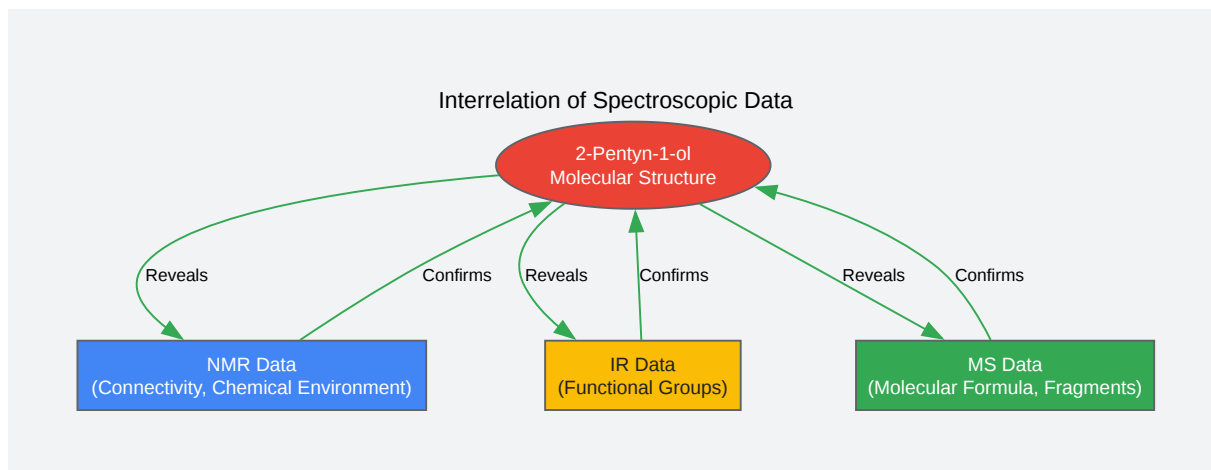 Interrelation of Spectroscopic Data
2-Pentyn-1-ol
Molecular Structure
Reveals
Confirms
Reveals
Confirms
Reveals
Confirms
NMR Data
(Connectivity, Chemical Environment)
IR Data
(Functional Groups)
MS Data
(Molecular Formula, Fragments)